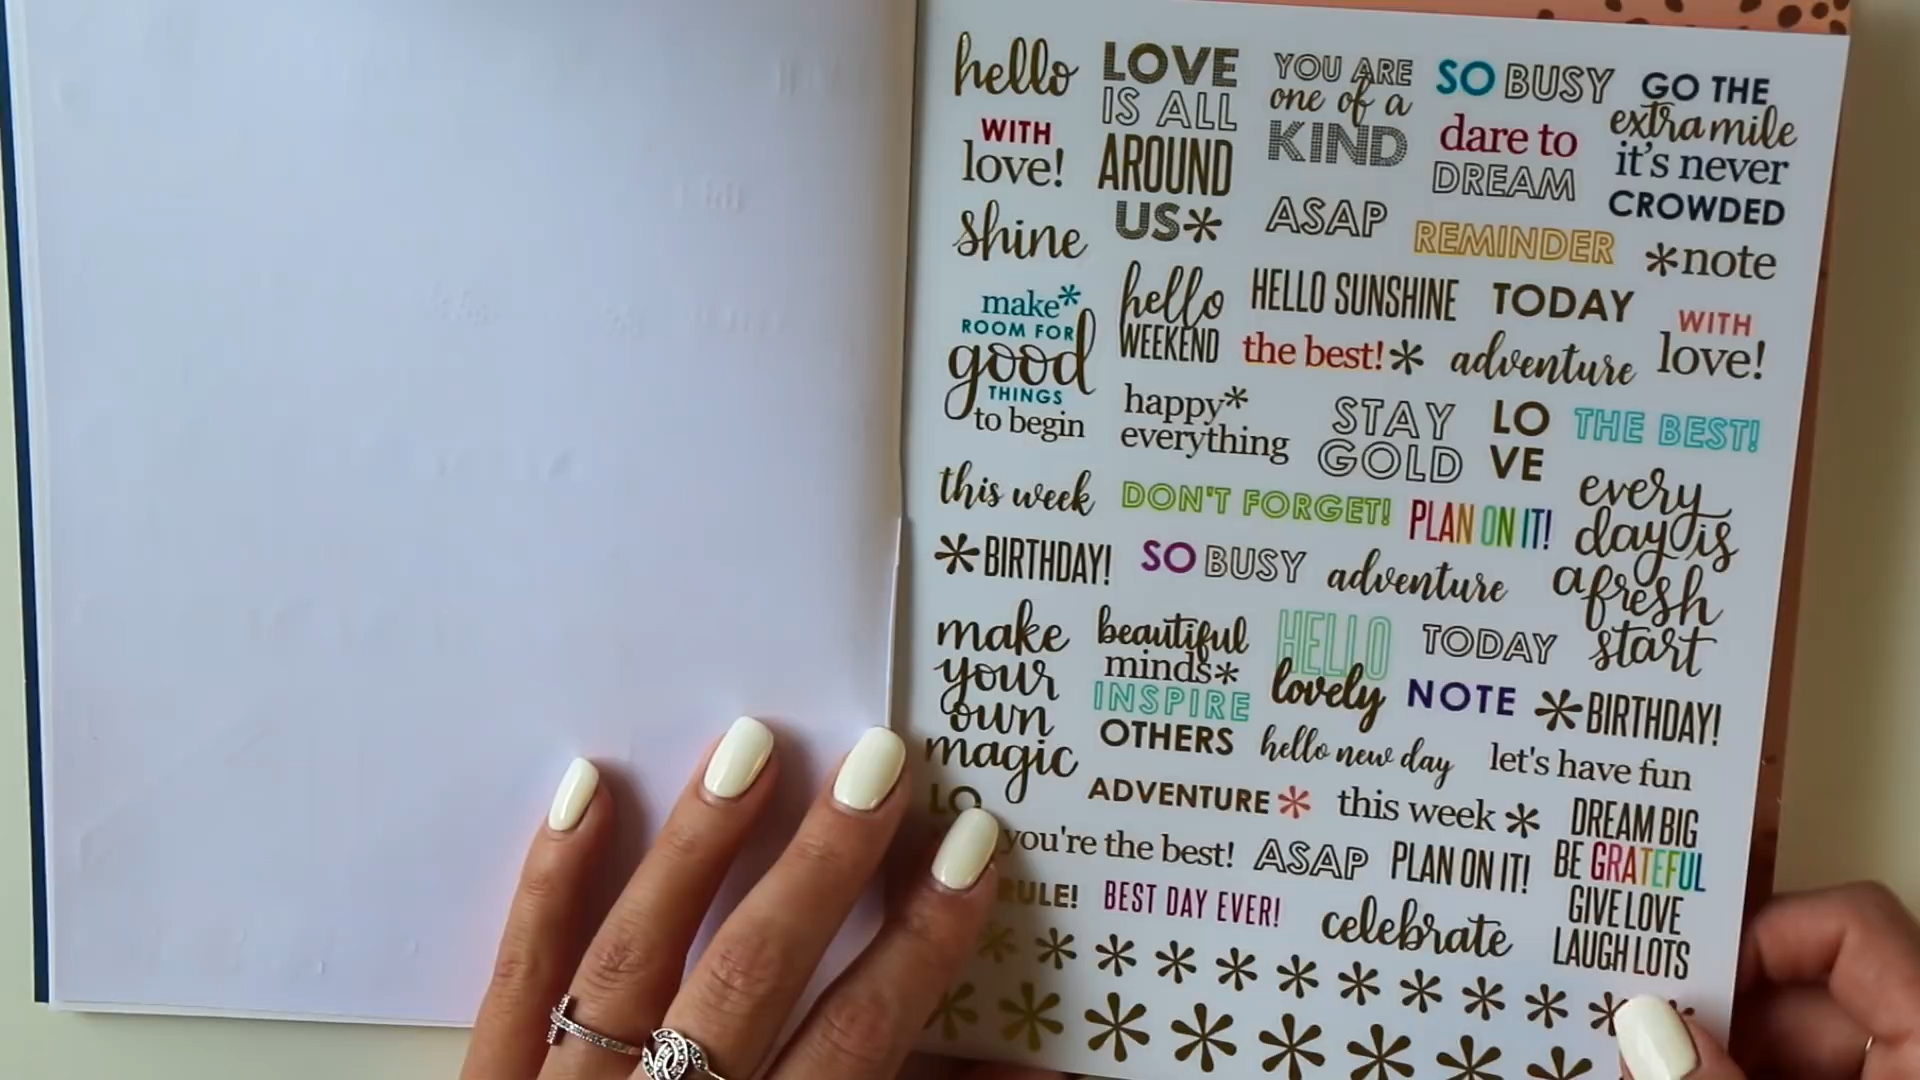 hello
WITH
love!
shine
make*
ROOM FOR
good
THINGS
to begin
this week
*BIRTHDAY!
make
your
own
magic
LO
LOVE
IS ALL
AROUND
US*
hello
WEEKEND
happy*
everything
DON'T FORGET!
SO BUSY
beautiful
minds*
INSPIRE
OTHERS
ADVENTURE*
you're the best!
RULE!
BEST DAY EVER!
YOU ARE
one of a
KIND
ASAP
HELLO SUNSHINE
the best!*
STAY
GOLD
PLAN ON IT!
adventure
HELLO
lovely
hello new day
this week*
ASAP
celebrate
SO BUSY
dare to
DREAM
REMINDER
TODAY
adventure
LO
VE
TODAY
NOTE
let's have fun
PLAN ON IT!
GO THE
extra mile
it's never
CROWDED
*note
WITH
love!
THE BEST!
every
day is
a fresh
start
*BIRTHDAY!
DREAM BIG
BE GRATEFUL
GIVE LOVE
LAUGH LOTS